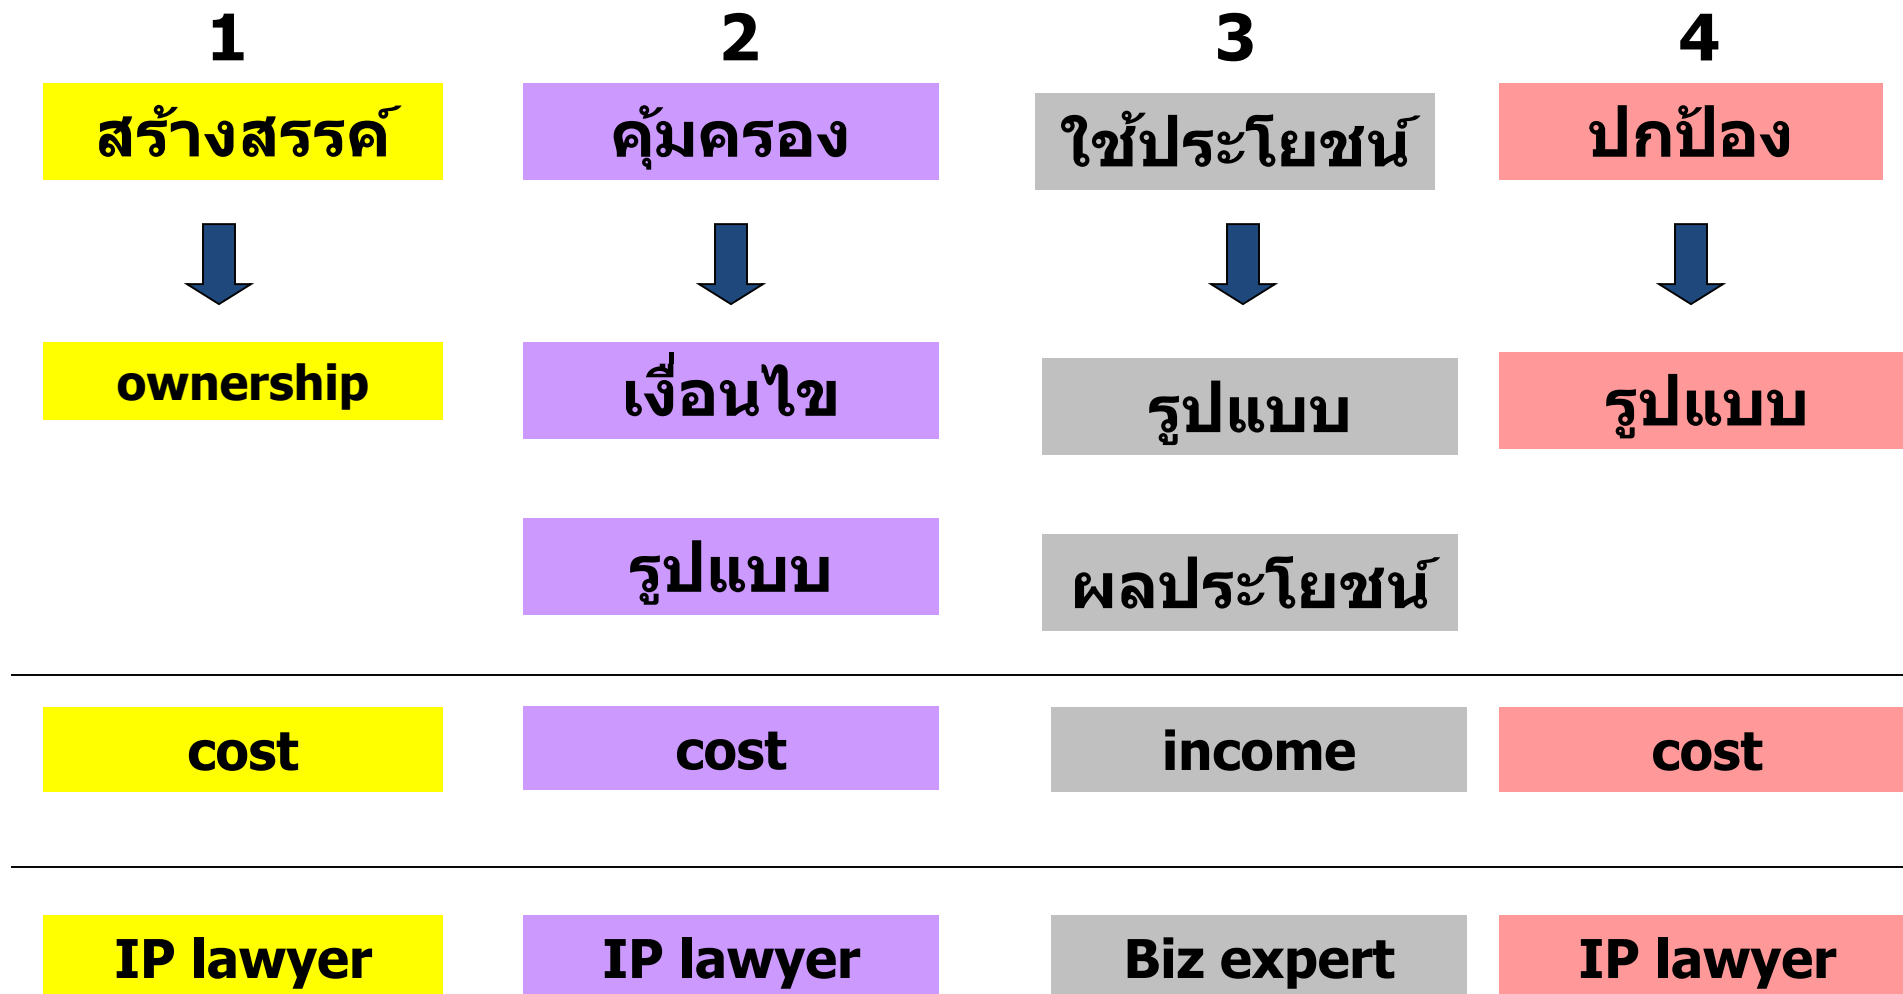 1 2 3 4
สร้างสรรค์ คุ้มครอง ใช้ประโยชน์ ปกป้อง
ownership เงื่อนไข รูปแบบ รูปแบบ
รูปแบบ ผลประโยชน์
cost cost income cost
IP lawyer IP lawyer Biz expert IP lawyer